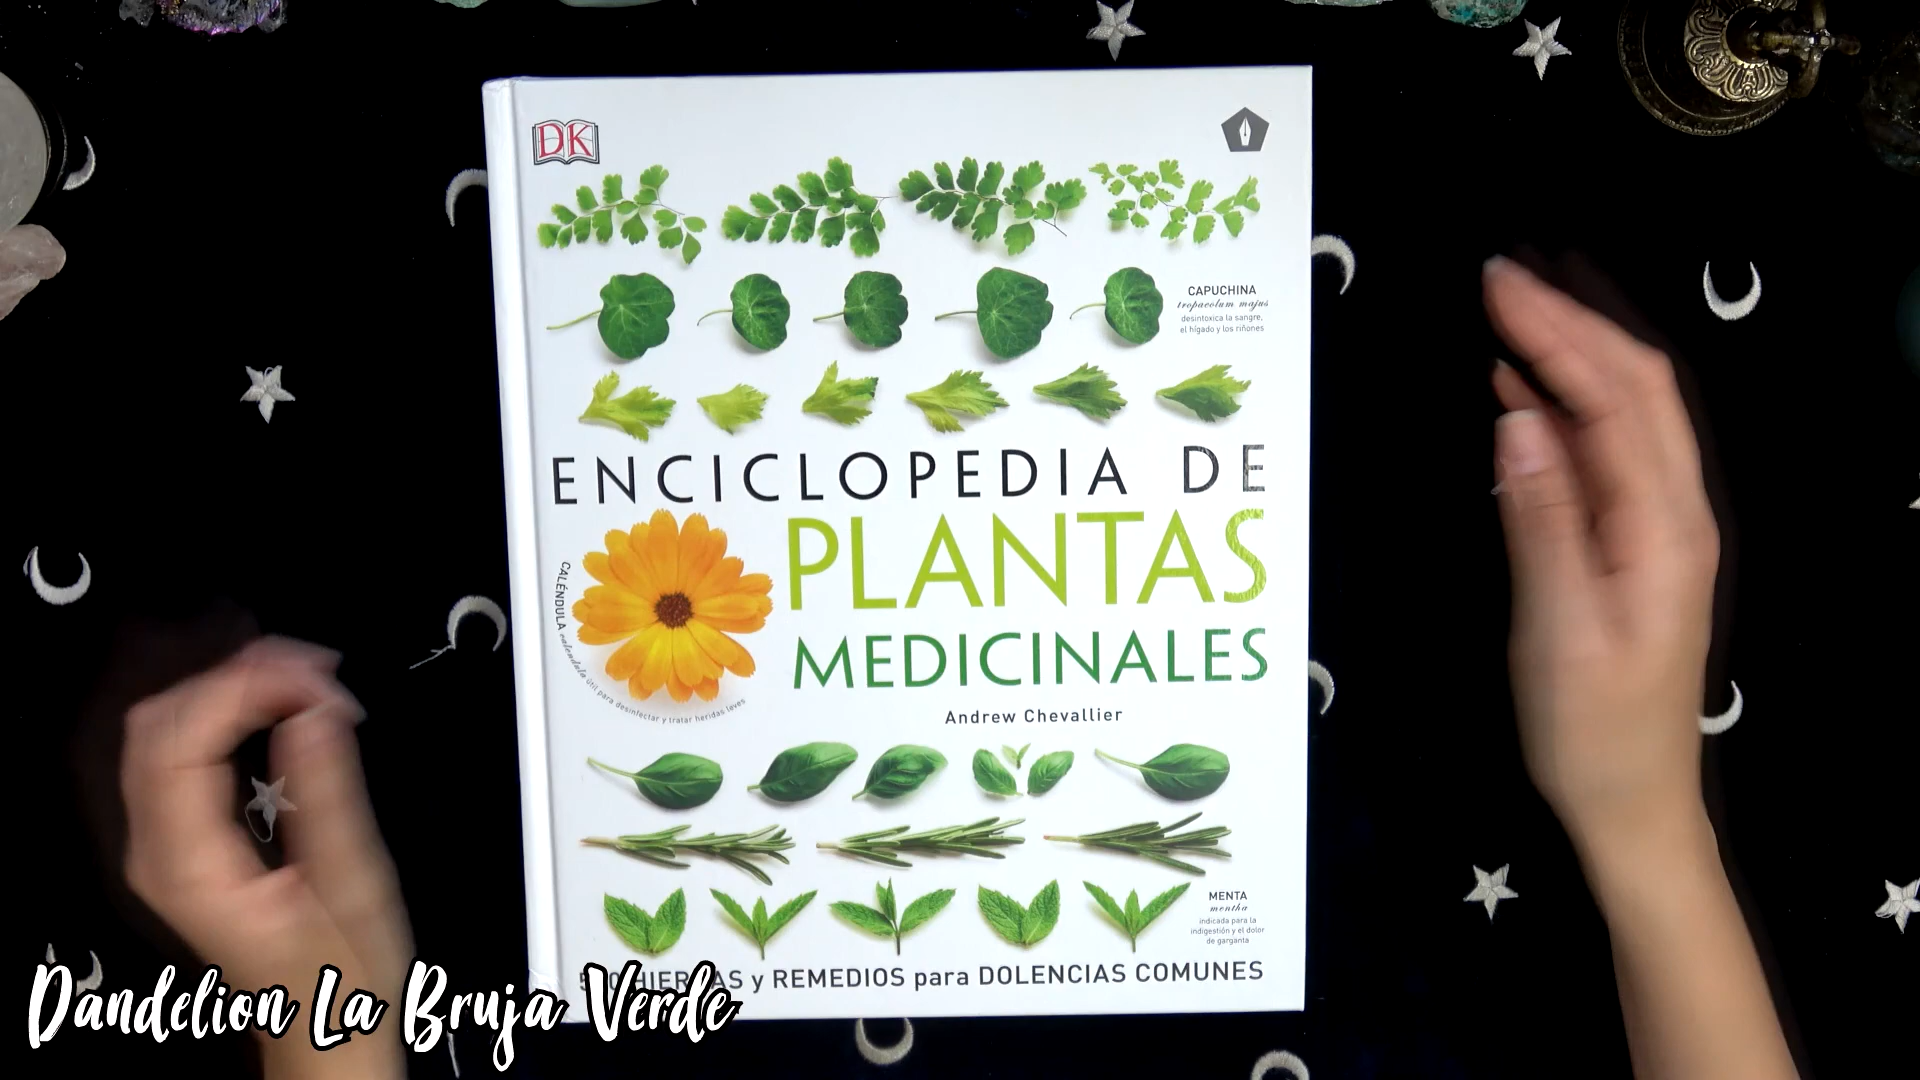 DK
CAPUCHINA
tropaeolum majus
desintoxica la sangre,
el hígado y los riñones
ENCICLOPEDIA DE
PLANTAS
MEDICINALES
CALÉNDULA calendula útil para desinfectar y tratar heridas leves
Andrew Chevallier
MENTA
mentha
indicada para la
indigestión y el dolor
de garganta
y REMEDIOS para DOLENCIAS COMUNES
Dandelion La Bruja Verde